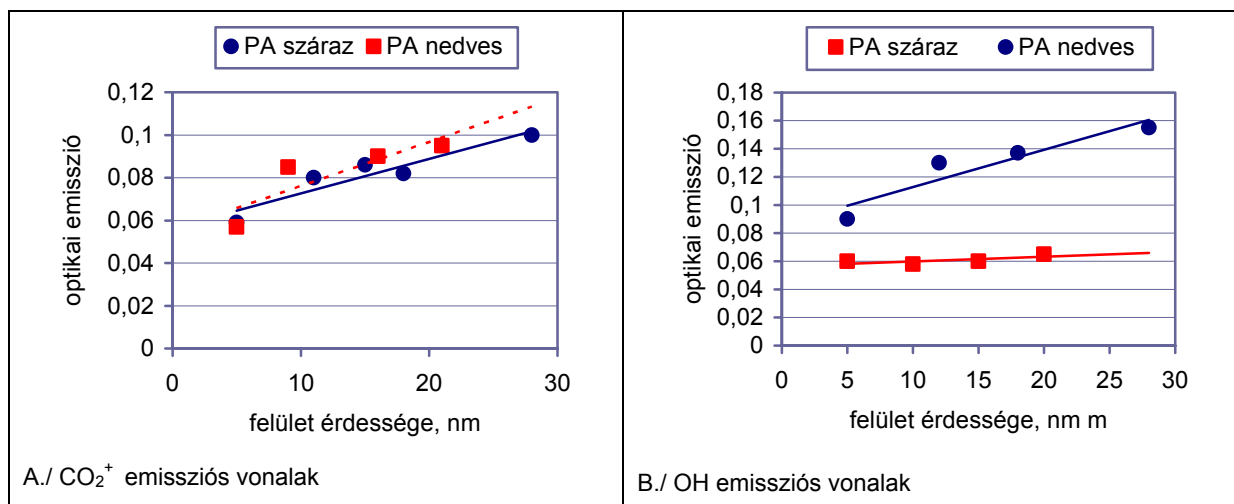 PA száraz PA nedves
0,12
0,1
0,08
0,06
0,04
0,02
0
0 10 20 30
optikai emisszió
felület érdessége, nm
A./ CO₂⁺ emissziós vonalak
PA száraz PA nedves
0,18
0,16
0,14
0,12
0,1
0,08
0,06
0,04
0,02
0
0 5 10 15 20 25 30
optikai emisszió
felület érdessége, nm m
B./ OH emissziós vonalak